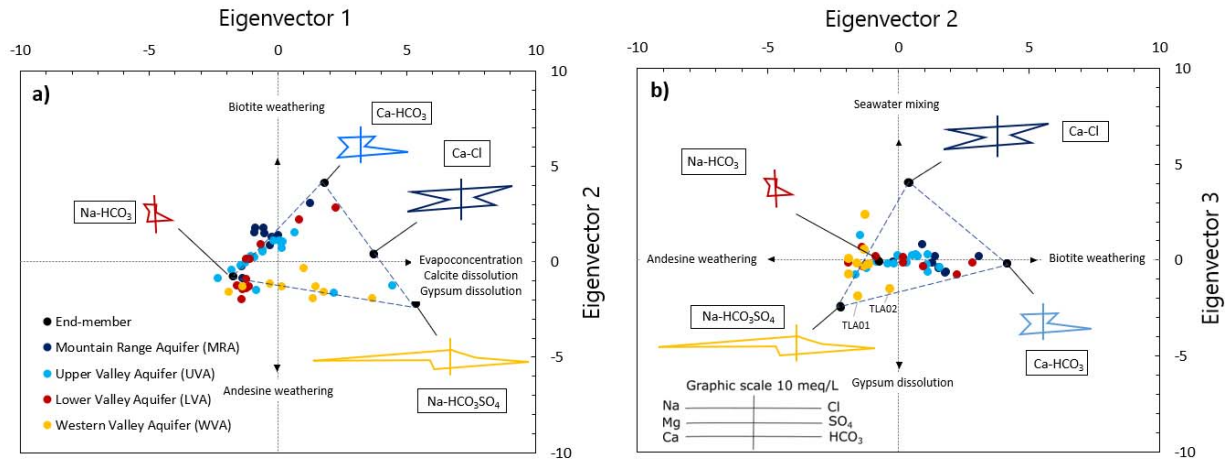 Eigenvector 1
-10 -5 0 5 10
a)
Biotite weathering
Ca-HCO3
Ca-Cl
Na-HCO3
Evapoconcentration
Calcite dissolution
Gypsum dissolution
End-member
Mountain Range Aquifer (MRA)
Upper Valley Aquifer (UVA)
Lower Valley Aquifer (LVA)
Western Valley Aquifer (WVA)
Andesine weathering
Na-HCO3SO4
10
5
0
-5
-10
Eigenvector 2
Eigenvector 2
-10 -5 0 5 10
b)
Seawater mixing
Ca-Cl
Na-HCO3
Andesine weathering
Biotite weathering
TLA01
TLA02
Na-HCO3SO4
Ca-HCO3
Gypsum dissolution
Graphic scale 10 meq/L
Na Cl
Mg SO4
Ca HCO3
10
5
0
-5
-10
Eigenvector 3